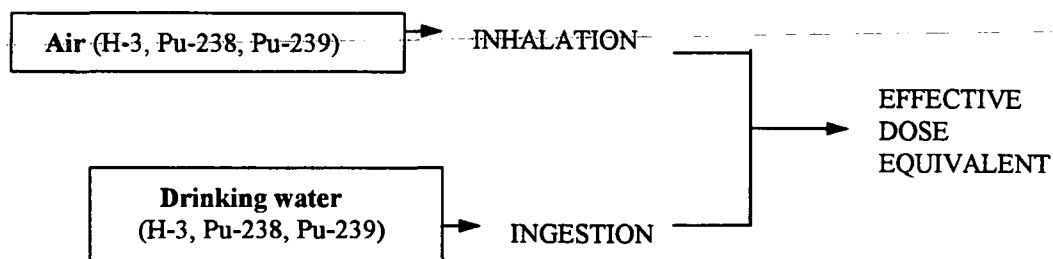 Air (H-3, Pu-238, Pu-239)
INHALATION
EFFECTIVE
DOSE
EQUIVALENT
Drinking water
(H-3, Pu-238, Pu-239)
INGESTION